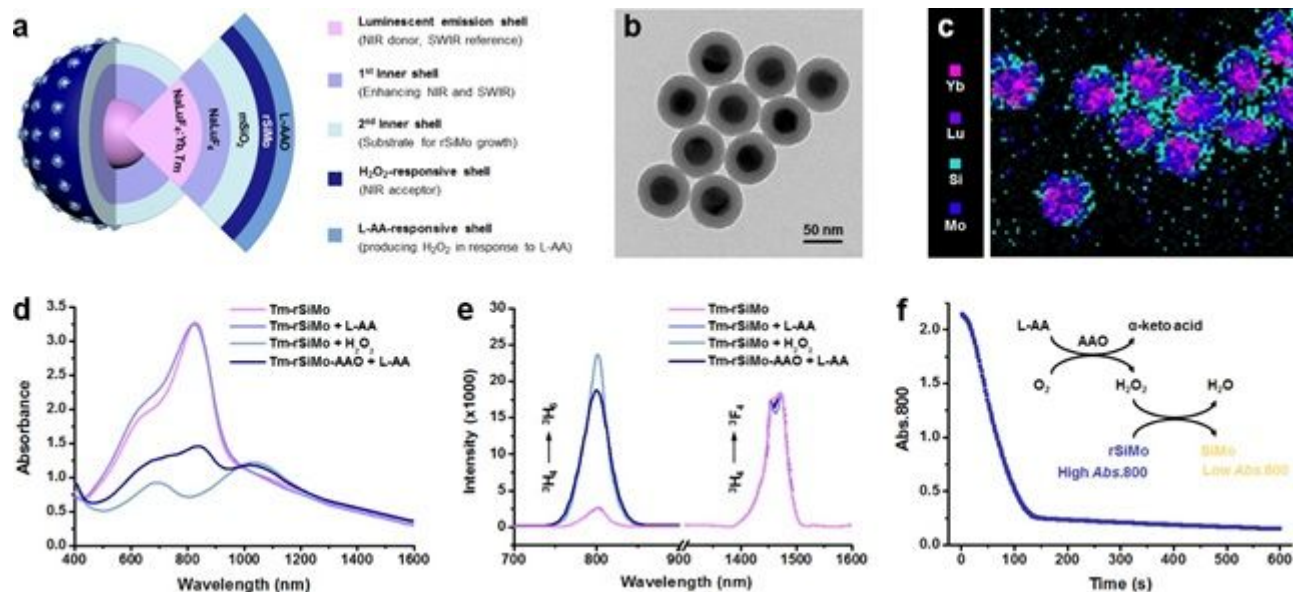 a
NaLuF₄:Yb,Tm
NaLuF₄
mSiO₂
rSiMo
L-AAO
Luminescent emission shell
(NIR donor, SWIR reference)
1st Inner shell
(Enhancing NIR and SWIR)
2nd Inner shell
(Substrate for rSiMo growth)
H₂O₂-responsive shell
(NIR acceptor)
L-AA-responsive shell
(producing H₂O₂ in response to L-AA)
b
50 nm
c
Yb
Lu
Si
Mo
d
Tm-rSiMo
Tm-rSiMo + L-AA
Tm-rSiMo + H₂O₂
Tm-rSiMo-AAO + L-AA
Absorbance
3.5
3.0
2.5
2.0
1.5
1.0
0.5
0.0
400 600 800 1000 1200 1400 1600
Wavelength (nm)
e
Tm-rSiMo
Tm-rSiMo + L-AA
Tm-rSiMo + H₂O₂
Tm-rSiMo-AAO + L-AA
Intensity (x1000)
30
25
20
15
10
5
0
³H₄ → ³H₆
³H₄ → ³F₄
700 800 900 1400 1500 1600
Wavelength (nm)
f
Abs.800
2.0
1.5
1.0
0.5
0.0
L-AA α-keto acid
AAO
O₂ H₂O₂ H₂O
rSiMo SiMo
High Abs.800 Low Abs.800
0 100 200 300 400 500 600
Time (s)